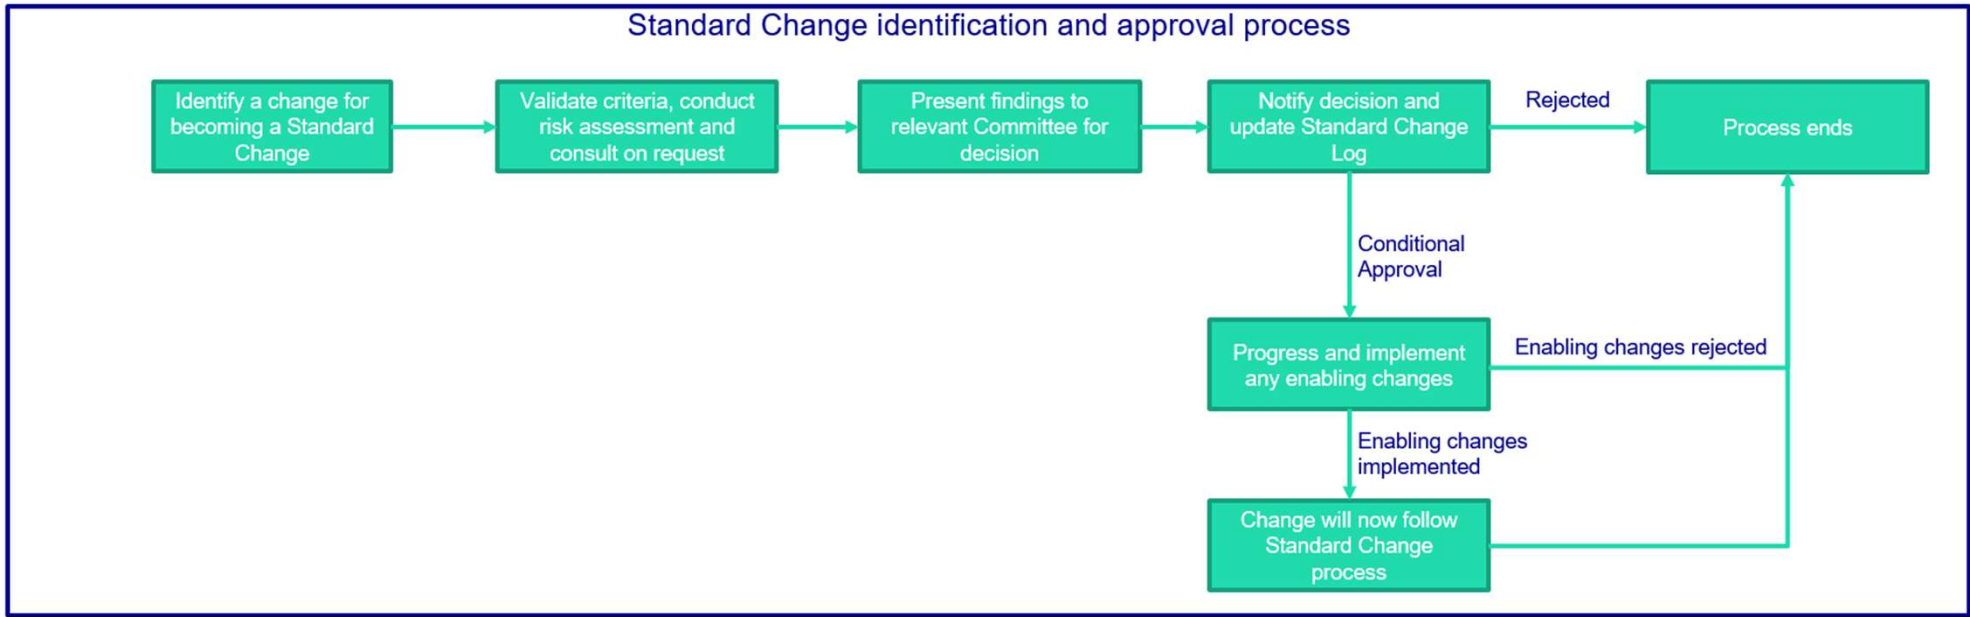 Standard Change identification and approval process
Identify a change for
becoming a Standard
Change
Validate criteria, conduct
risk assessment and
consult on request
Present findings to
relevant Committee for
decision
Notify decision and
update Standard Change
Log
Rejected
Process ends
Conditional
Approval
Progress and implement
any enabling changes
Enabling changes rejected
Enabling changes
implemented
Change will now follow
Standard Change
process